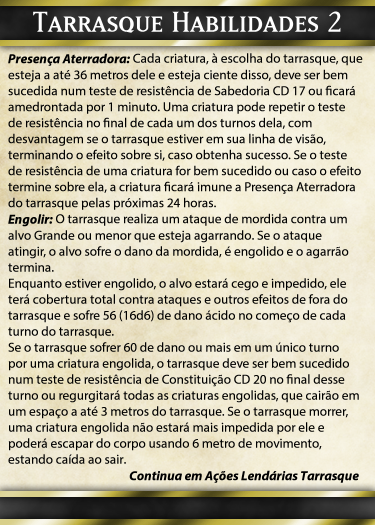 Tarrasque Habilidades 2
Presença Aterradora: Cada criatura, à escolha do tarrasque, que
esteja a até 36 metros dele e esteja ciente disso, deve ser bem
sucedida num teste de resistência de Sabedoria CD 17 ou ficará
amedrontada por 1 minuto. Uma criatura pode repetir o teste
de resistência no final de cada um dos turnos dela, com
desvantagem se o tarrasque estiver em sua linha de visão,
terminando o efeito sobre si, caso obtenha sucesso. Se o teste
de resistência de uma criatura for bem sucedido ou caso o efeito
termine sobre ela, a criatura ficará imune a Presença Aterradora
do tarrasque pelas próximas 24 horas.
Engolir: O tarrasque realiza um ataque de mordida contra um
alvo Grande ou menor que esteja agarrando. Se o ataque
atingir, o alvo sofre o dano da mordida, é engolido e o agarrão
termina.
Enquanto estiver engolido, o alvo estará cego e impedido, ele
terá cobertura total contra ataques e outros efeitos de fora do
tarrasque e sofre 56 (16d6) de dano ácido no começo de cada
turno do tarrasque.
Se o tarrasque sofrer 60 de dano ou mais em um único turno
por uma criatura engolida, o tarrasque deve ser bem sucedido
num teste de resistência de Constituição CD 20 no final desse
turno ou regurgitará todas as criaturas engolidas, que cairão em
um espaço a até 3 metros do tarrasque. Se o tarrasque morrer,
uma criatura engolida não estará mais impedida por ele e
poderá escapar do corpo usando 6 metro de movimento,
estando caída ao sair.
Continua em Ações Lendárias Tarrasque